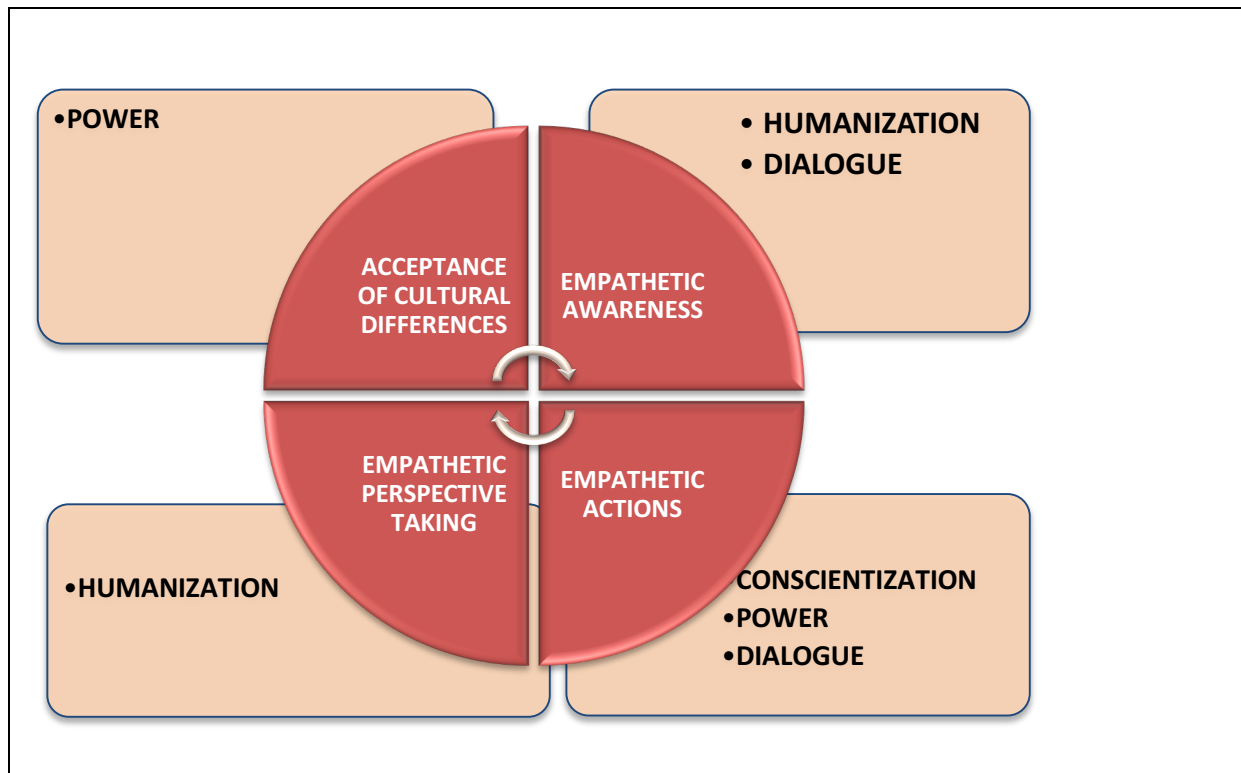 •POWER
• HUMANIZATION
• DIALOGUE
ACCEPTANCE
OF CULTURAL
DIFFERENCES
EMPATHETIC
AWARENESS
EMPATHETIC
PERSPECTIVE
TAKING
EMPATHETIC
ACTIONS
•HUMANIZATION
CONSCIENTIZATION
•POWER
•DIALOGUE